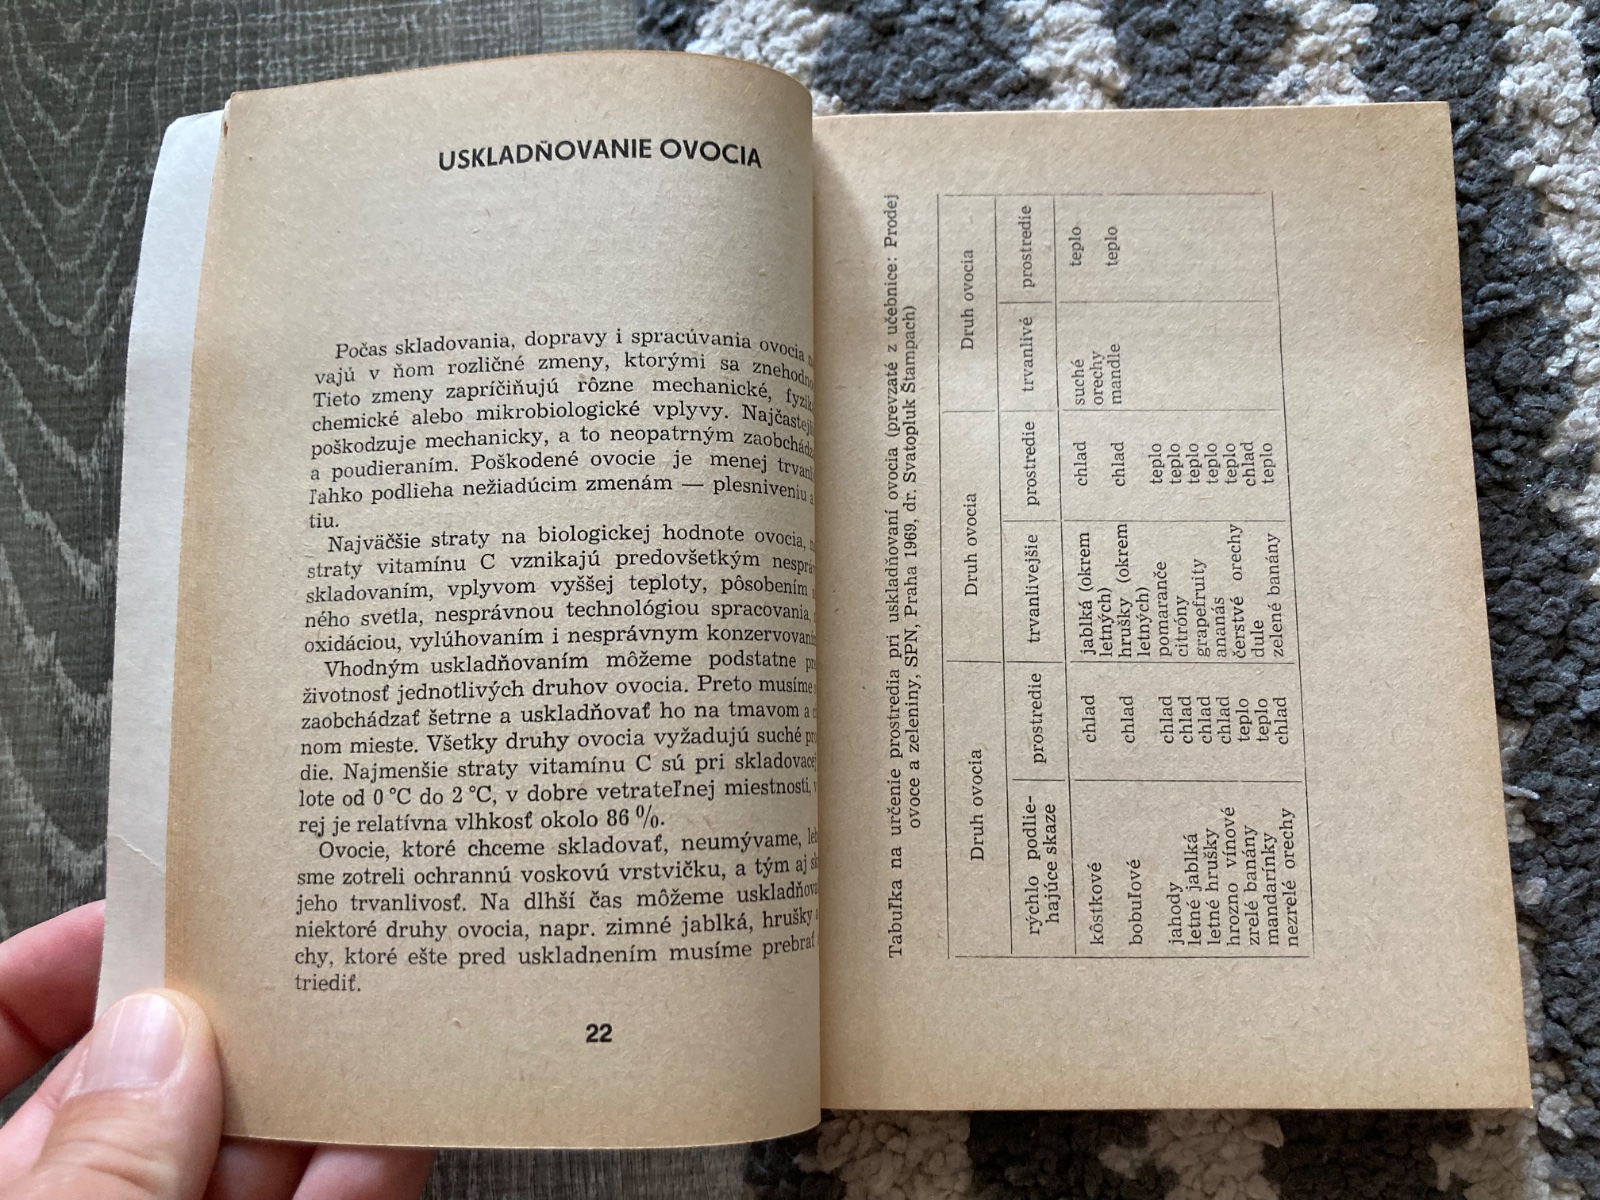 USKLADŇOVANIE OVOCIA
Počas skladovania, dopravy i spracúvania ovocia
vajú v ňom rozličné zmeny, ktorými sa
Tieto zmeny zapríčiňujú rôzne mechanické,
chemické alebo mikrobiologické vplyvy.
poškodzuje mechanicky, a to neopatrným
a poudieraním. Poškodené ovocie je menej
ľahko podlieha nežiadúcim zmenám — plesniveniu
tiu.
Najväčšie straty na biologickej hodnote ovocia,
straty vitamínu C vznikajú predovšetkým
skladovaním, vplyvom vyššej teploty, pôsobením
ného svetla, nesprávnou technológiou spracovania,
oxidáciou, vylúhovaním i nesprávnym
Vhodným uskladňovaním môžeme podstatne
životnosť jednotlivých druhov ovocia. Preto musíme
zaobchádzať šetrne a uskladňovať ho na tmavom a
nom mieste. Všetky druhy ovocia vyžadujú suché
die. Najmenšie straty vitamínu C sú pri
lote od 0 °C do 2 °C, v dobre vetrateľnej miestnosti,
rej je relatívna vlhkosť okolo 86 %.
Ovocie, ktoré chceme skladovať, neumývame,
sme zotreli ochrannú voskovú vrstvičku, a tým aj
jeho trvanlivosť. Na dlhší čas môžeme
niektoré druhy ovocia, napr. zimné jablká, hrušky
chy, ktoré ešte pred uskladnením musíme prebrať
triediť.
22
Tabuľka na určenie prostredia pri uskladňovaní ovocia (prevzaté z učebnice: Prodej
ovoce a zeleniny, SPN, Praha 1969, dr. Svatopluk Štampach)
Druh ovocia Druh ovocia Druh ovocia
rýchlo podlie- prostredie trvanlivejšie prostredie trvanlivé prostredie
hajúce skaze
kôstkové chlad jablká (okrem chlad suché teplo
letných) orechy
bobuľové chlad hrušky (okrem chlad mandle teplo
letných)
jahody chlad pomaranče teplo
letné jablká chlad citróny teplo
letné hrušky chlad grapefruity teplo
hrozno vínové chlad ananás teplo
zrelé banány teplo čerstvé orechy teplo
mandarínky teplo dule chlad
nezrelé orechy chlad zelené banány teplo